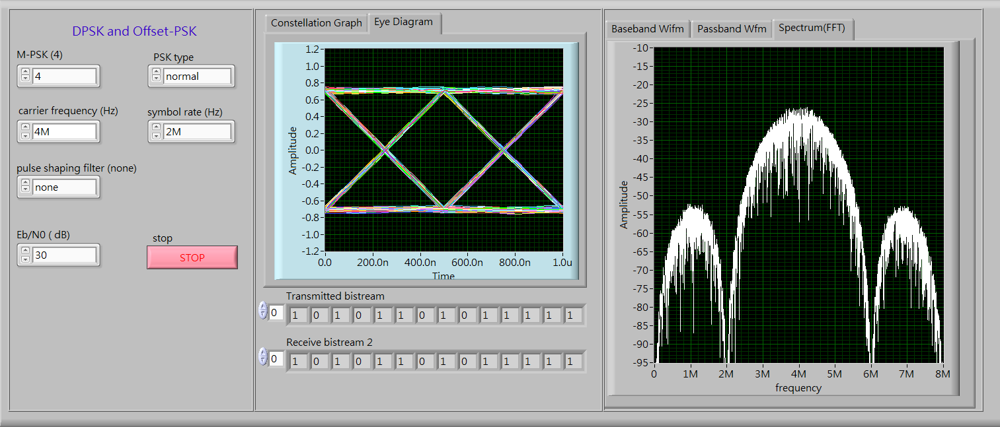 DPSK and Offset-PSK
M-PSK (4)
4
PSK type
normal
carrier frequency (Hz)
4M
symbol rate (Hz)
2M
pulse shaping filter (none)
none
Eb/N0 ( dB)
30
stop
STOP
Constellation Graph
Eye Diagram
Amplitude
1.2
1.0
0.8
0.6
0.4
0.2
0.0
-0.2
-0.4
-0.6
-0.8
-1.0
-1.2
0.0 200.0n 400.0n 600.0n 800.0n 1.0u
Time
Transmitted bistream
0 1 0 1 0 1 1 0 1 0 1 1 1 1 1
Receive bistream 2
0 1 0 1 0 1 1 0 1 0 1 1 1 1 1
Baseband Wifm
Passband Wfm
Spectrum(FFT)
Amplitude
-10
-15
-20
-25
-30
-35
-40
-45
-50
-55
-60
-65
-70
-75
-80
-85
-90
-95
0 1M 2M 3M 4M 5M 6M 7M 8M
frequency